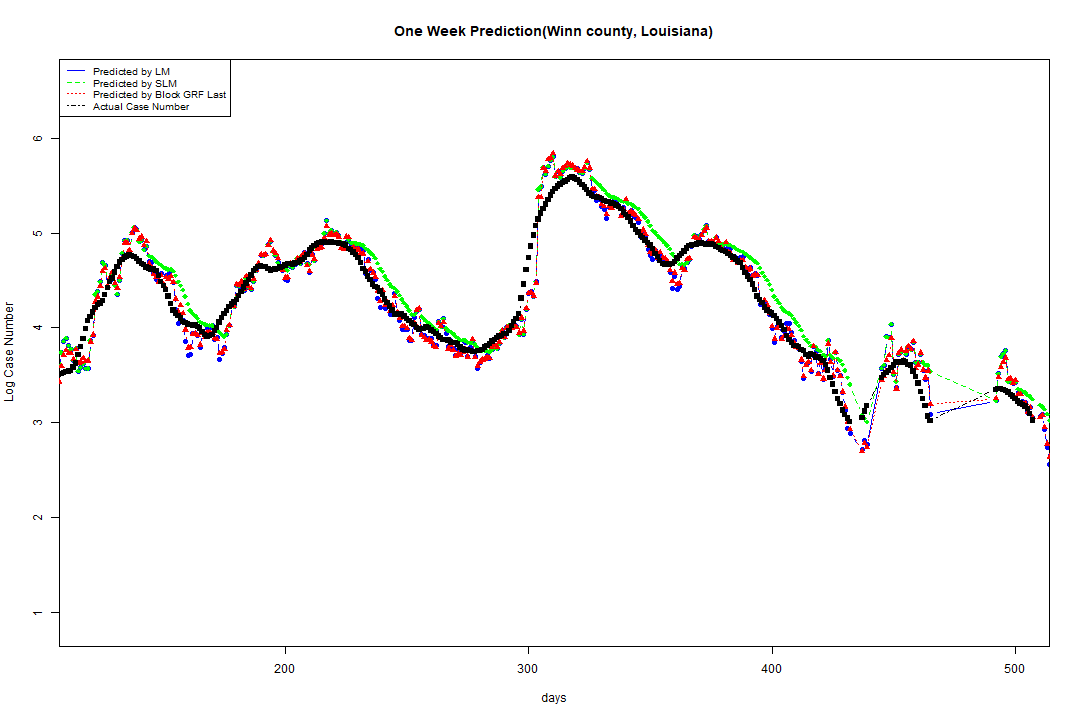 One Week Prediction(Winn county, Louisiana)
Predicted by LM
Predicted by SLM
Predicted by Block GRF Last
Actual Case Number
6
5
4
3
2
1
Log Case Number
200
300
400
500
days